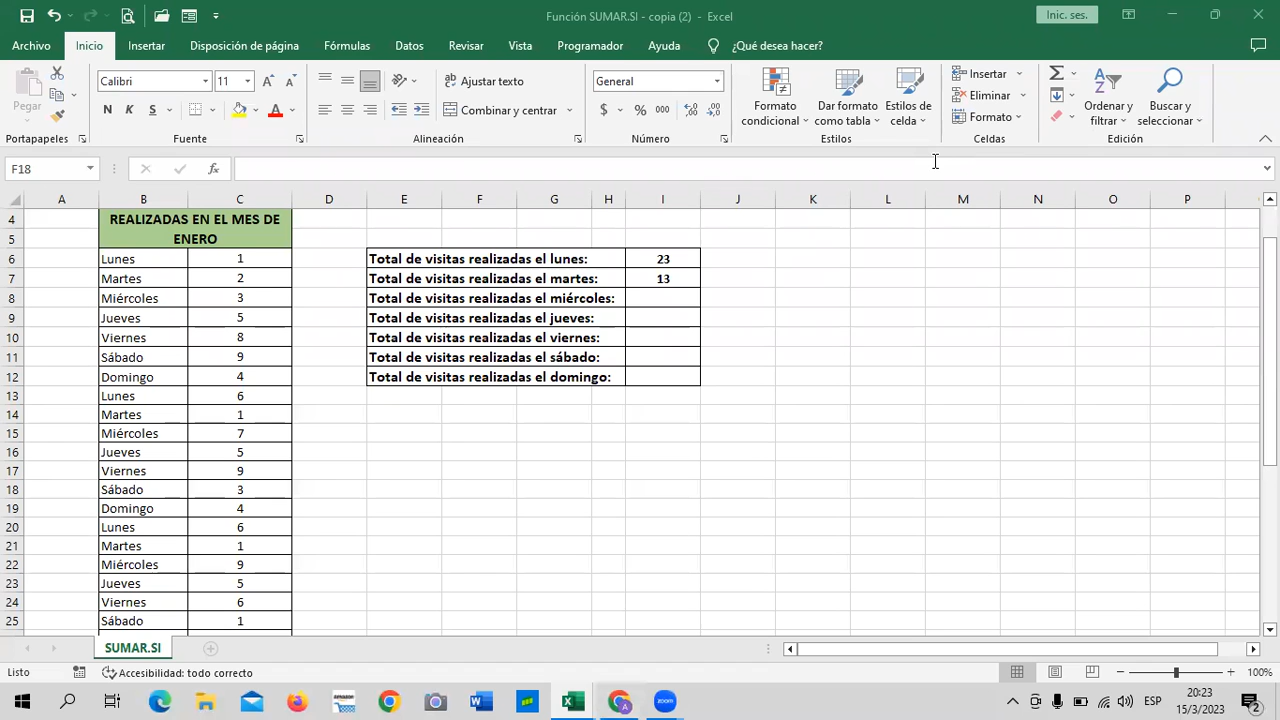 Función SUMAR.SI - copia (2) - Excel
Inic. ses.
Archivo Inicio Insertar Disposición de página Fórmulas Datos Revisar Vista Programador Ayuda ¿Qué desea hacer?
Pegar
Calibri 11
N K S
Ajustar texto
Combinar y centrar
General
$ % 000
Formato condicional
Dar formato como tabla
Estilos de celda
Insertar
Eliminar
Formato
Ordenar y filtrar
Buscar y seleccionar
Portapapeles Fuente Alineación Número Estilos Celdas Edición
F18 fx
A B C D E F G H I J K L M N O P
4 REALIZADAS EN EL MES DE
5 ENERO
6 Lunes 1 Total de visitas realizadas el lunes: 23
7 Martes 2 Total de visitas realizadas el martes: 13
8 Miércoles 3 Total de visitas realizadas el miércoles:
9 Jueves 5 Total de visitas realizadas el jueves:
10 Viernes 8 Total de visitas realizadas el viernes:
11 Sábado 9 Total de visitas realizadas el sábado:
12 Domingo 4 Total de visitas realizadas el domingo:
13 Lunes 6
14 Martes 1
15 Miércoles 7
16 Jueves 5
17 Viernes 9
18 Sábado 3
19 Domingo 4
20 Lunes 6
21 Martes 1
22 Miércoles 9
23 Jueves 5
24 Viernes 6
25 Sábado 1
SUMAR.SI
Listo Accesibilidad: todo correcto 100%
zoom
ESP
20:23
15/3/2023
2